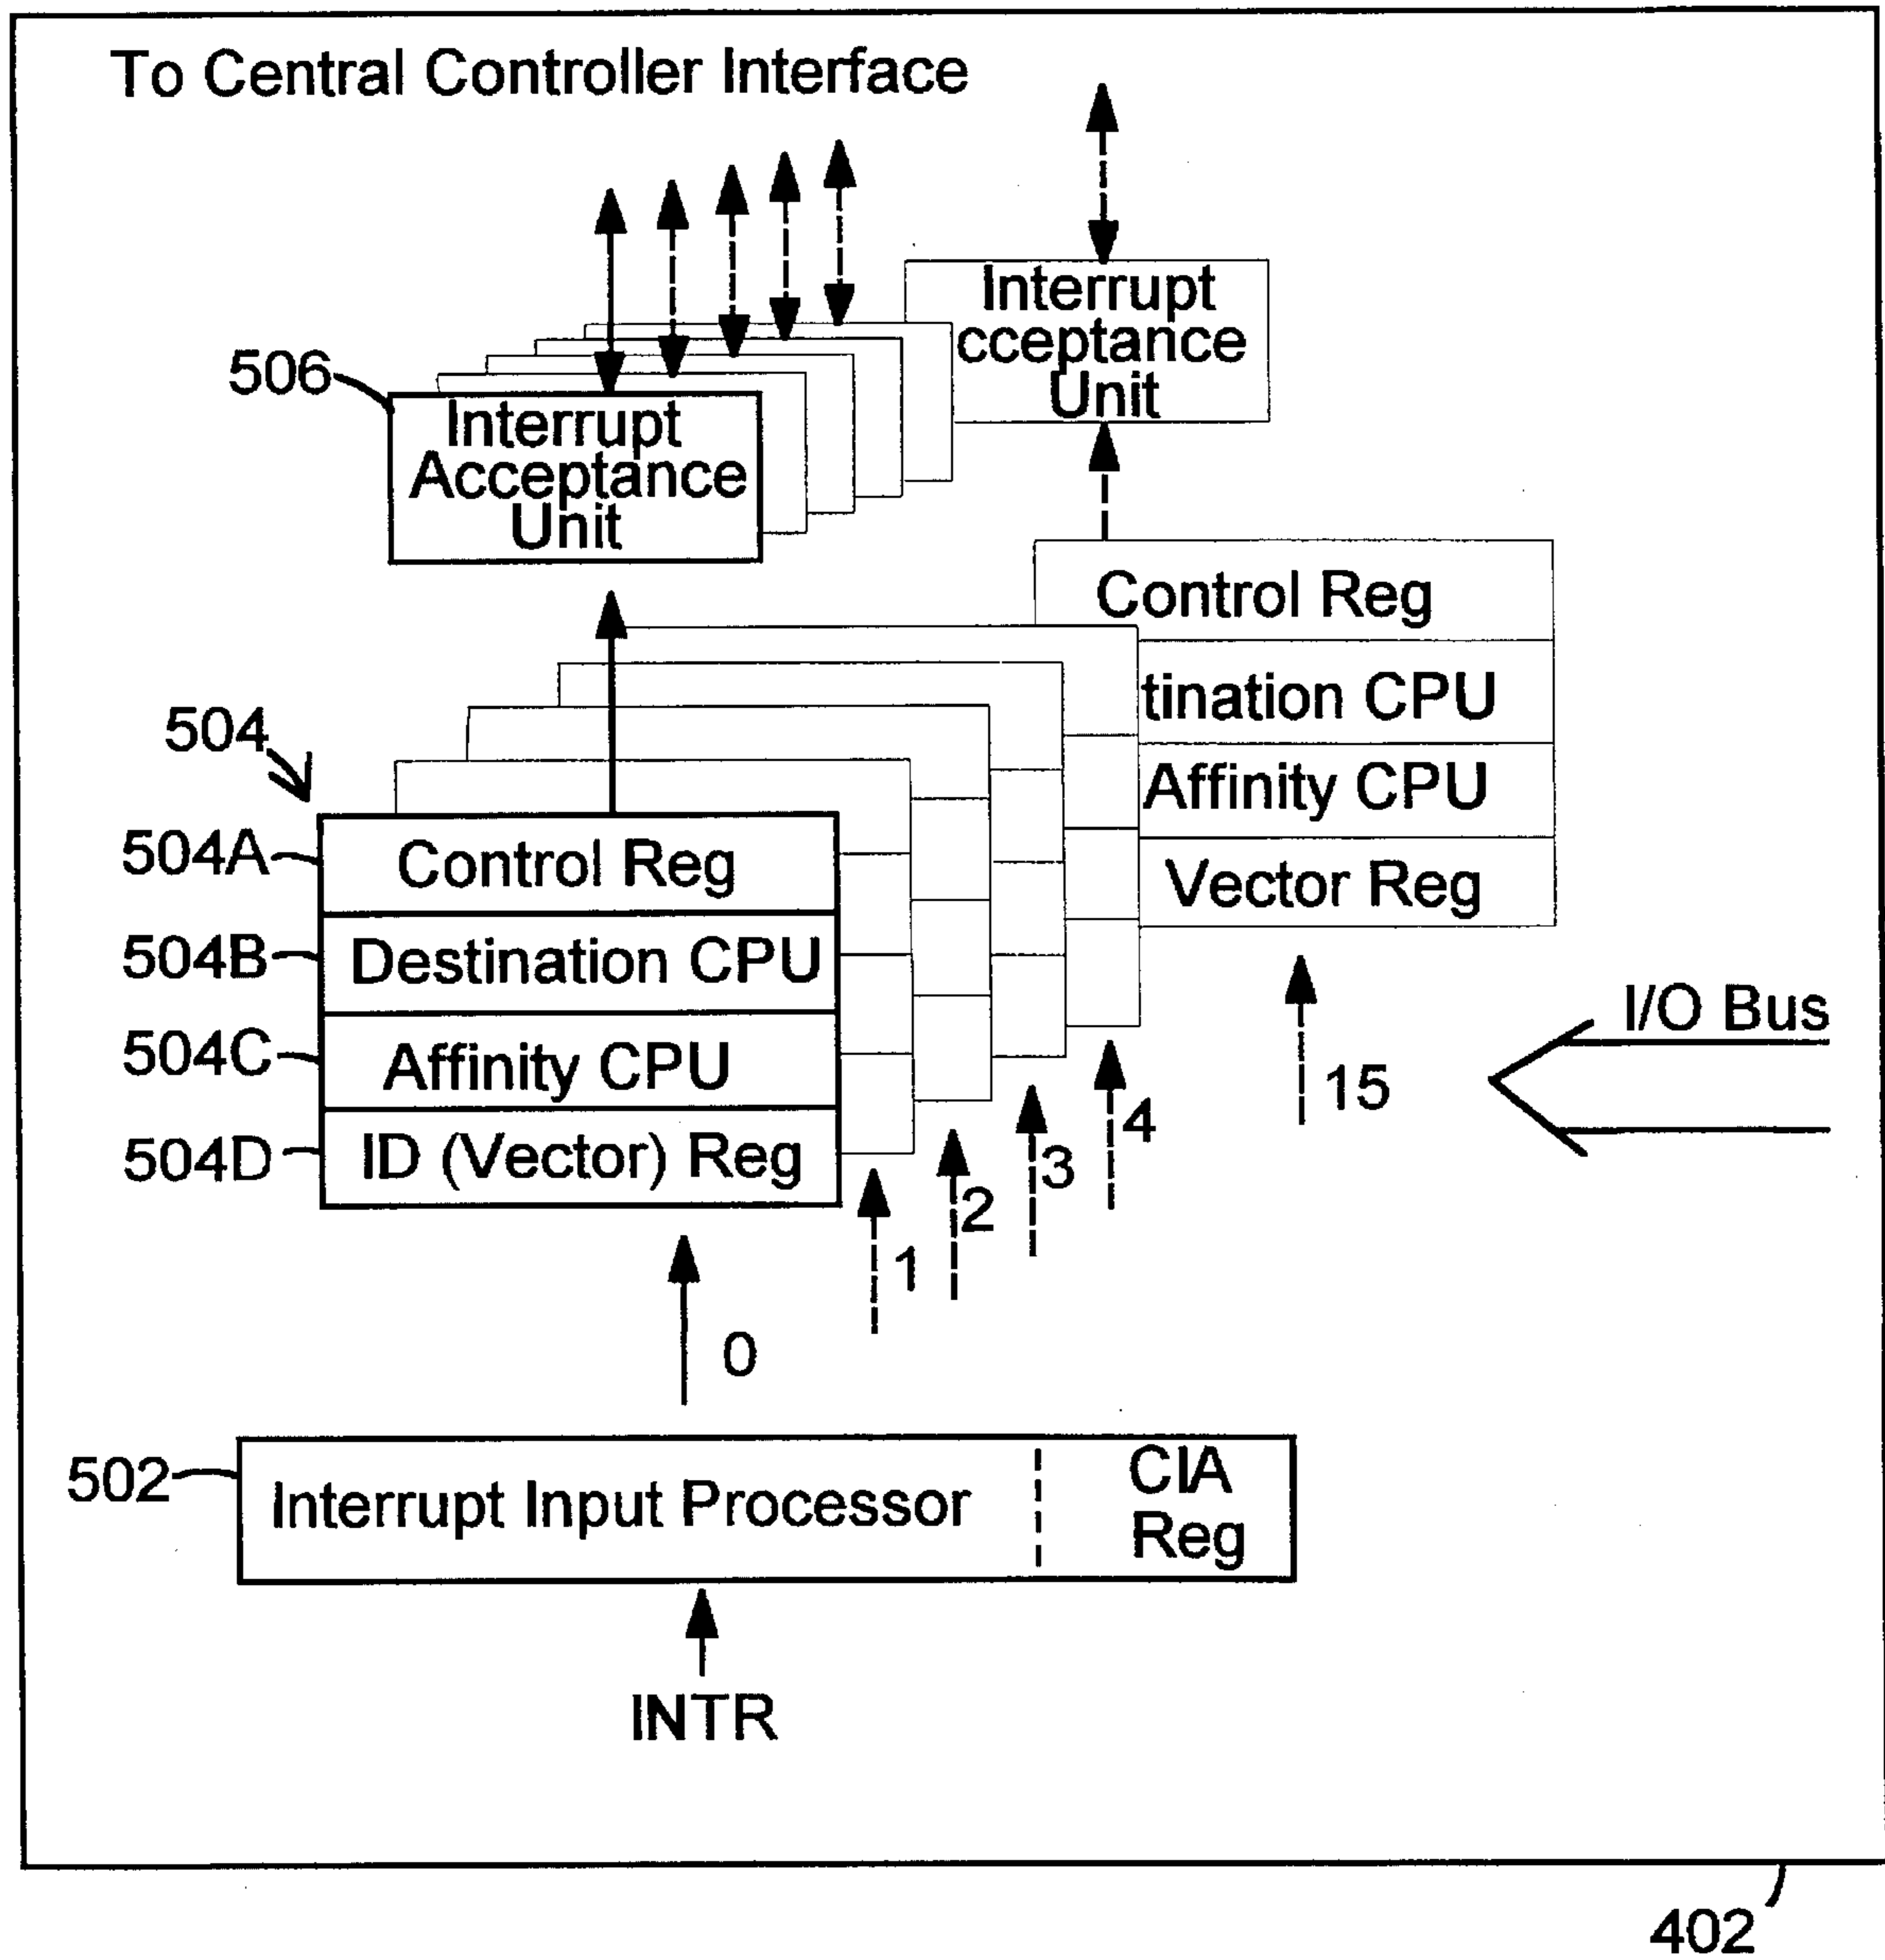 To Central Controller Interface
Interrupt
cceptance
Unit
506
Interrupt
Acceptance
Unit
Control Reg
tination CPU
Affinity CPU
Vector Reg
504
504A
Control Reg
504B
Destination CPU
504C
Affinity CPU
504D
ID (Vector) Reg
I/O Bus
15
4
3
2
1
0
502
Interrupt Input Processor
CIA
Reg
INTR
402